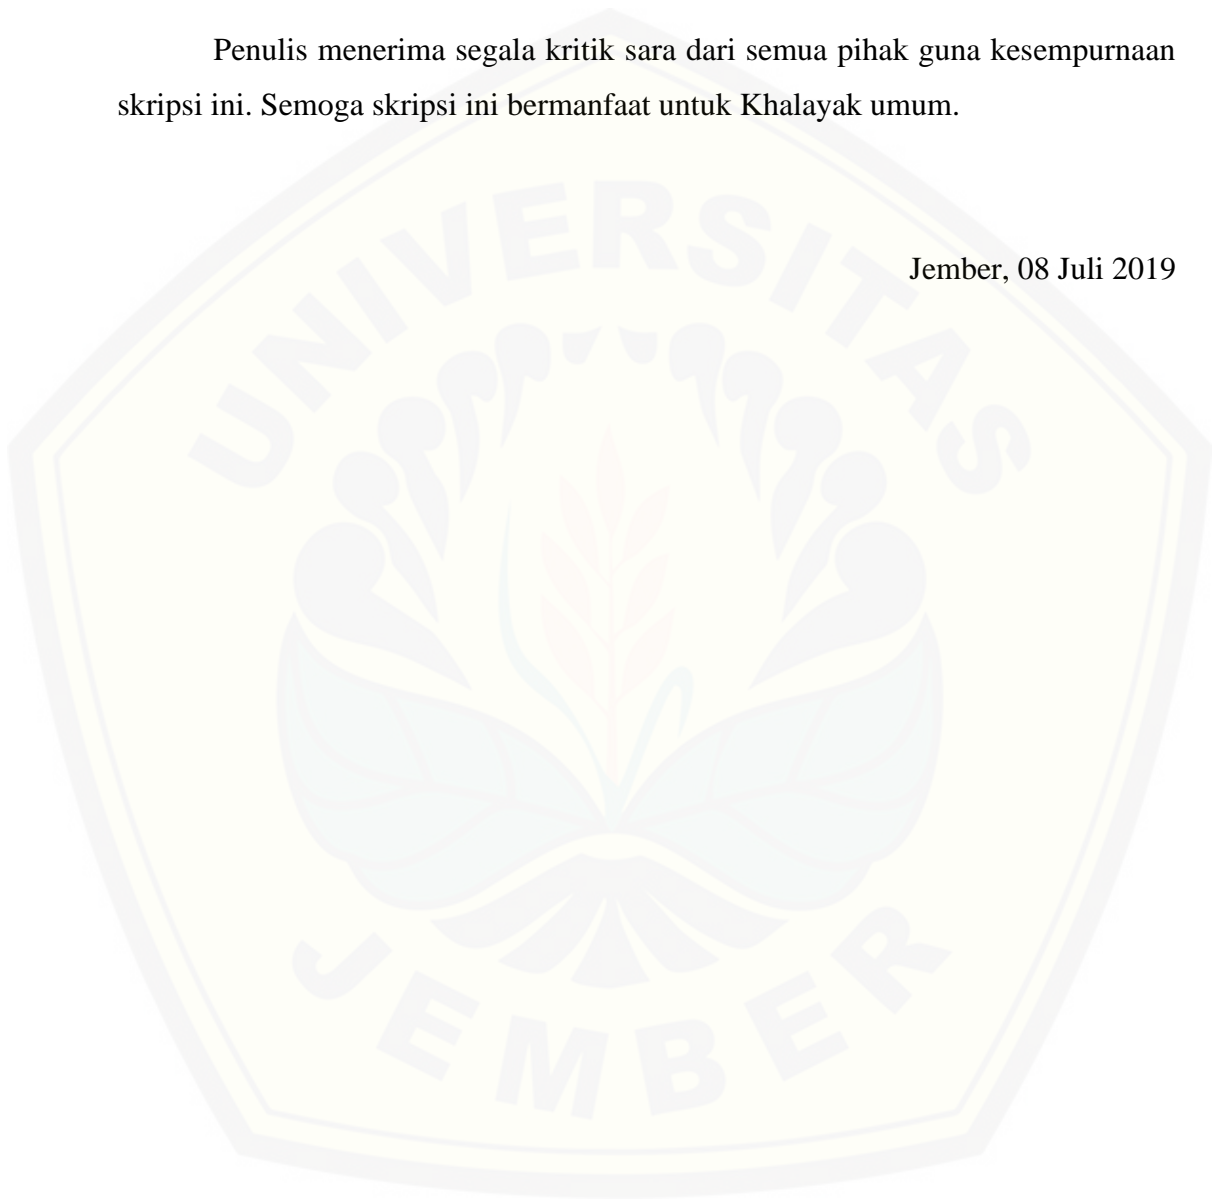 Penulis menerima segala kritik sara dari semua pihak guna kesempurnaan
skripsi ini. Semoga skripsi ini bermanfaat untuk Khalayak umum.
Jember, 08 Juli 2019
UNIVERSITAS
JEMBER